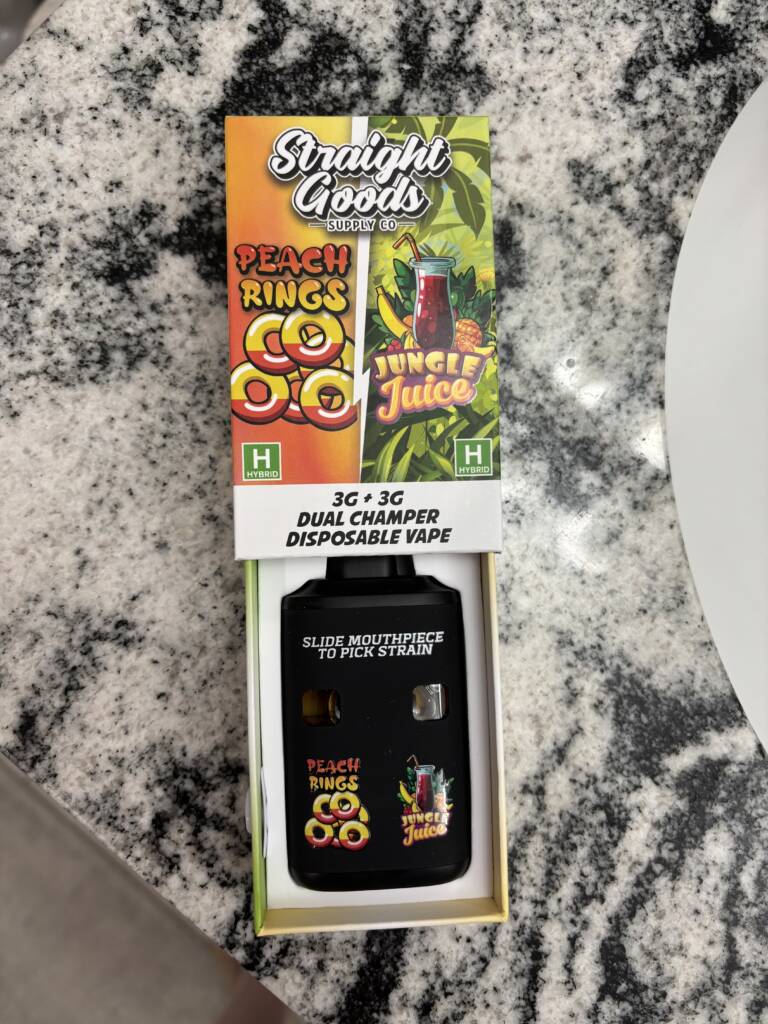 Straight
Goods
SUPPLY CO
PEACH
RINGS
JUNGLE
Juice
H
HYBRID
H
HYBRID
3G + 3G
DUAL CHAMPER
DISPOSABLE VAPE
SLIDE MOUTHPIECE
TO PICK STRAIN
PEACH
RINGS
JUNGLE
Juice